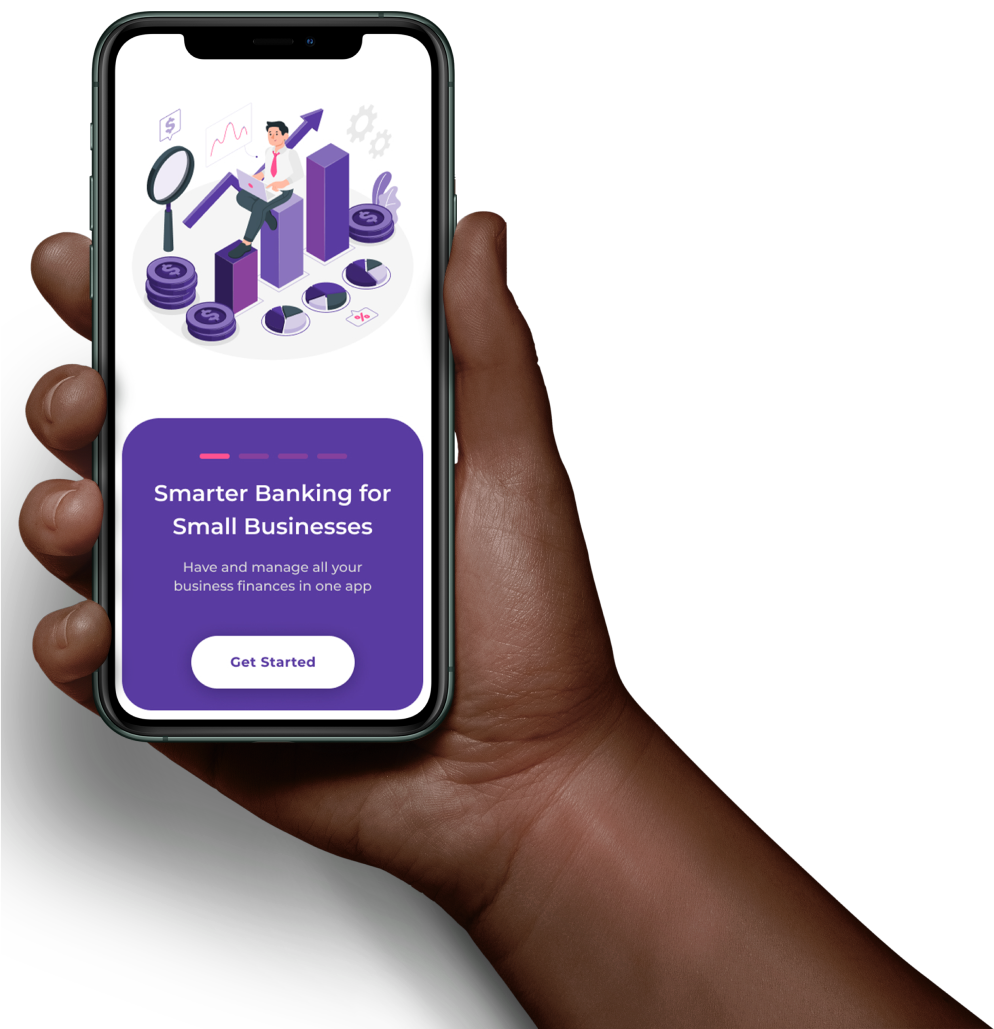 $
$
$
$
%
Smarter Banking for
Small Businesses
Have and manage all your
business finances in one app
Get Started